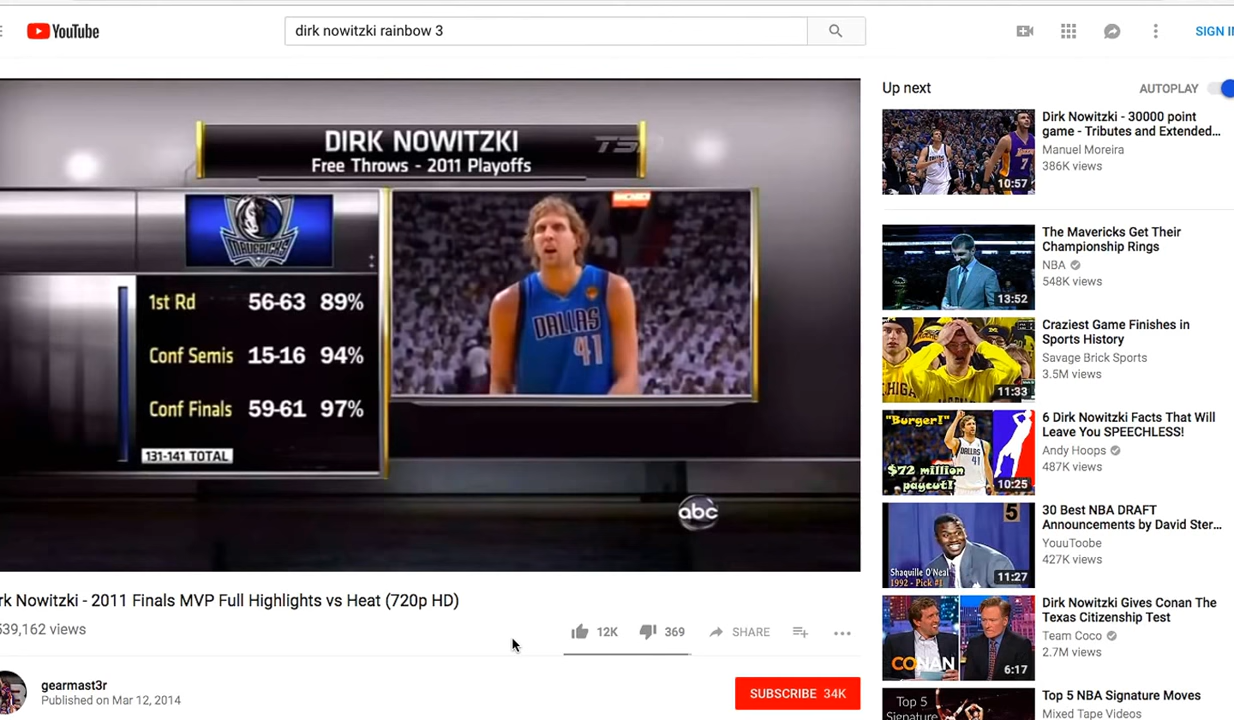 YouTube
dirk nowitzki rainbow 3
SIGN I
DIRK NOWITZKI
Free Throws - 2011 Playoffs
MAVERICKS
1st Rd 56-63 89%
Conf Semis 15-16 94%
Conf Finals 59-61 97%
131-141 TOTAL
DALLAS
41
abc
rk Nowitzki - 2011 Finals MVP Full Highlights vs Heat (720p HD)
539,162 views
12K
369
SHARE
gearmast3r
Published on Mar 12, 2014
SUBSCRIBE 34K
Up next
AUTOPLAY
10:57
Dirk Nowitzki - 30000 point
game - Tributes and Extended...
Manuel Moreira
386K views
13:52
The Mavericks Get Their
Championship Rings
NBA
548K views
11:33
Craziest Game Finishes in
Sports History
Savage Brick Sports
3.5M views
"Burger!"
$72 million
paycut!
10:25
6 Dirk Nowitzki Facts That Will
Leave You SPEECHLESS!
Andy Hoops
487K views
5
Shaquille O'Neal
1992 - Pick #1
11:27
30 Best NBA DRAFT
Announcements by David Ster...
YouuToobe
427K views
CONAN
6:17
Dirk Nowitzki Gives Conan The
Texas Citizenship Test
Team Coco
2.7M views
Top 5
Signature
Top 5 NBA Signature Moves
Mixed Tape Videos